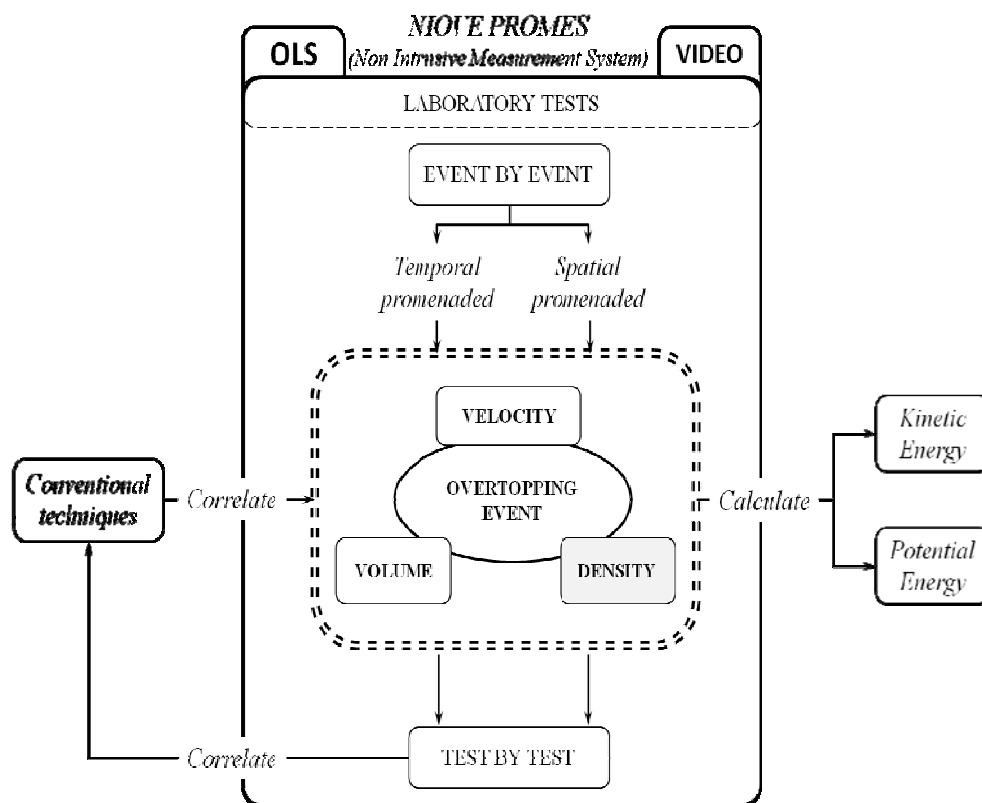 NIOVE PROMES
OLS
(Non Intrusive Measurement System)
VIDEO
LABORATORY TESTS
EVENT BY EVENT
Temporal
promenaded
Spatial
promenaded
VELOCITY
OVERTOPPING
EVENT
VOLUME
DENSITY
Conventional
techniques
Correlate
Calculate
Kinetic
Energy
Potential
Energy
TEST BY TEST
Correlate